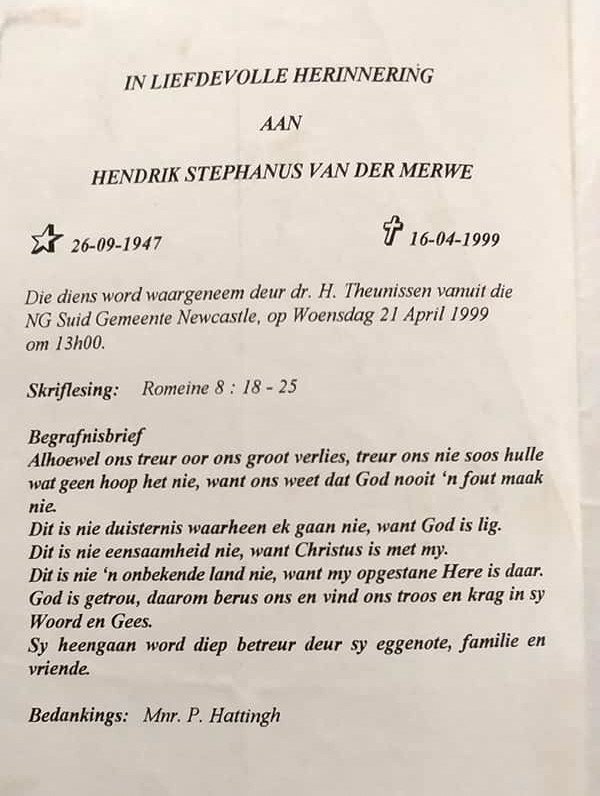 IN LIEFDEVOLLE HERINNERING
AAN
HENDRIK STEPHANUS VAN DER MERWE
26-09-1947 16-04-1999
Die diens word waargeneem deur dr. H. Theunissen vanuit die
NG Suid Gemeente Newcastle, op Woensdag 21 April 1999
om 13h00.
Skriflesing: Romeine 8 : 18 - 25
Begrafnisbrief
Alhoewel ons treur oor ons groot verlies, treur ons nie soos hulle
wat geen hoop het nie, want ons weet dat God nooit ‘n fout maak
nie.
Dit is nie duisternis waarheen ek gaan nie, want God is lig.
Dit is nie eensaamheid nie, want Christus is met my.
Dit is nie ‘n onbekende land nie, want my opgestane Here is daar.
God is getrou, daarom berus ons en vind ons troos en krag in sy
Woord en Gees.
Sy heengaan word diep betreur deur sy eggenote, familie en
vriende.
Bedankings: Mnr. P. Hattingh